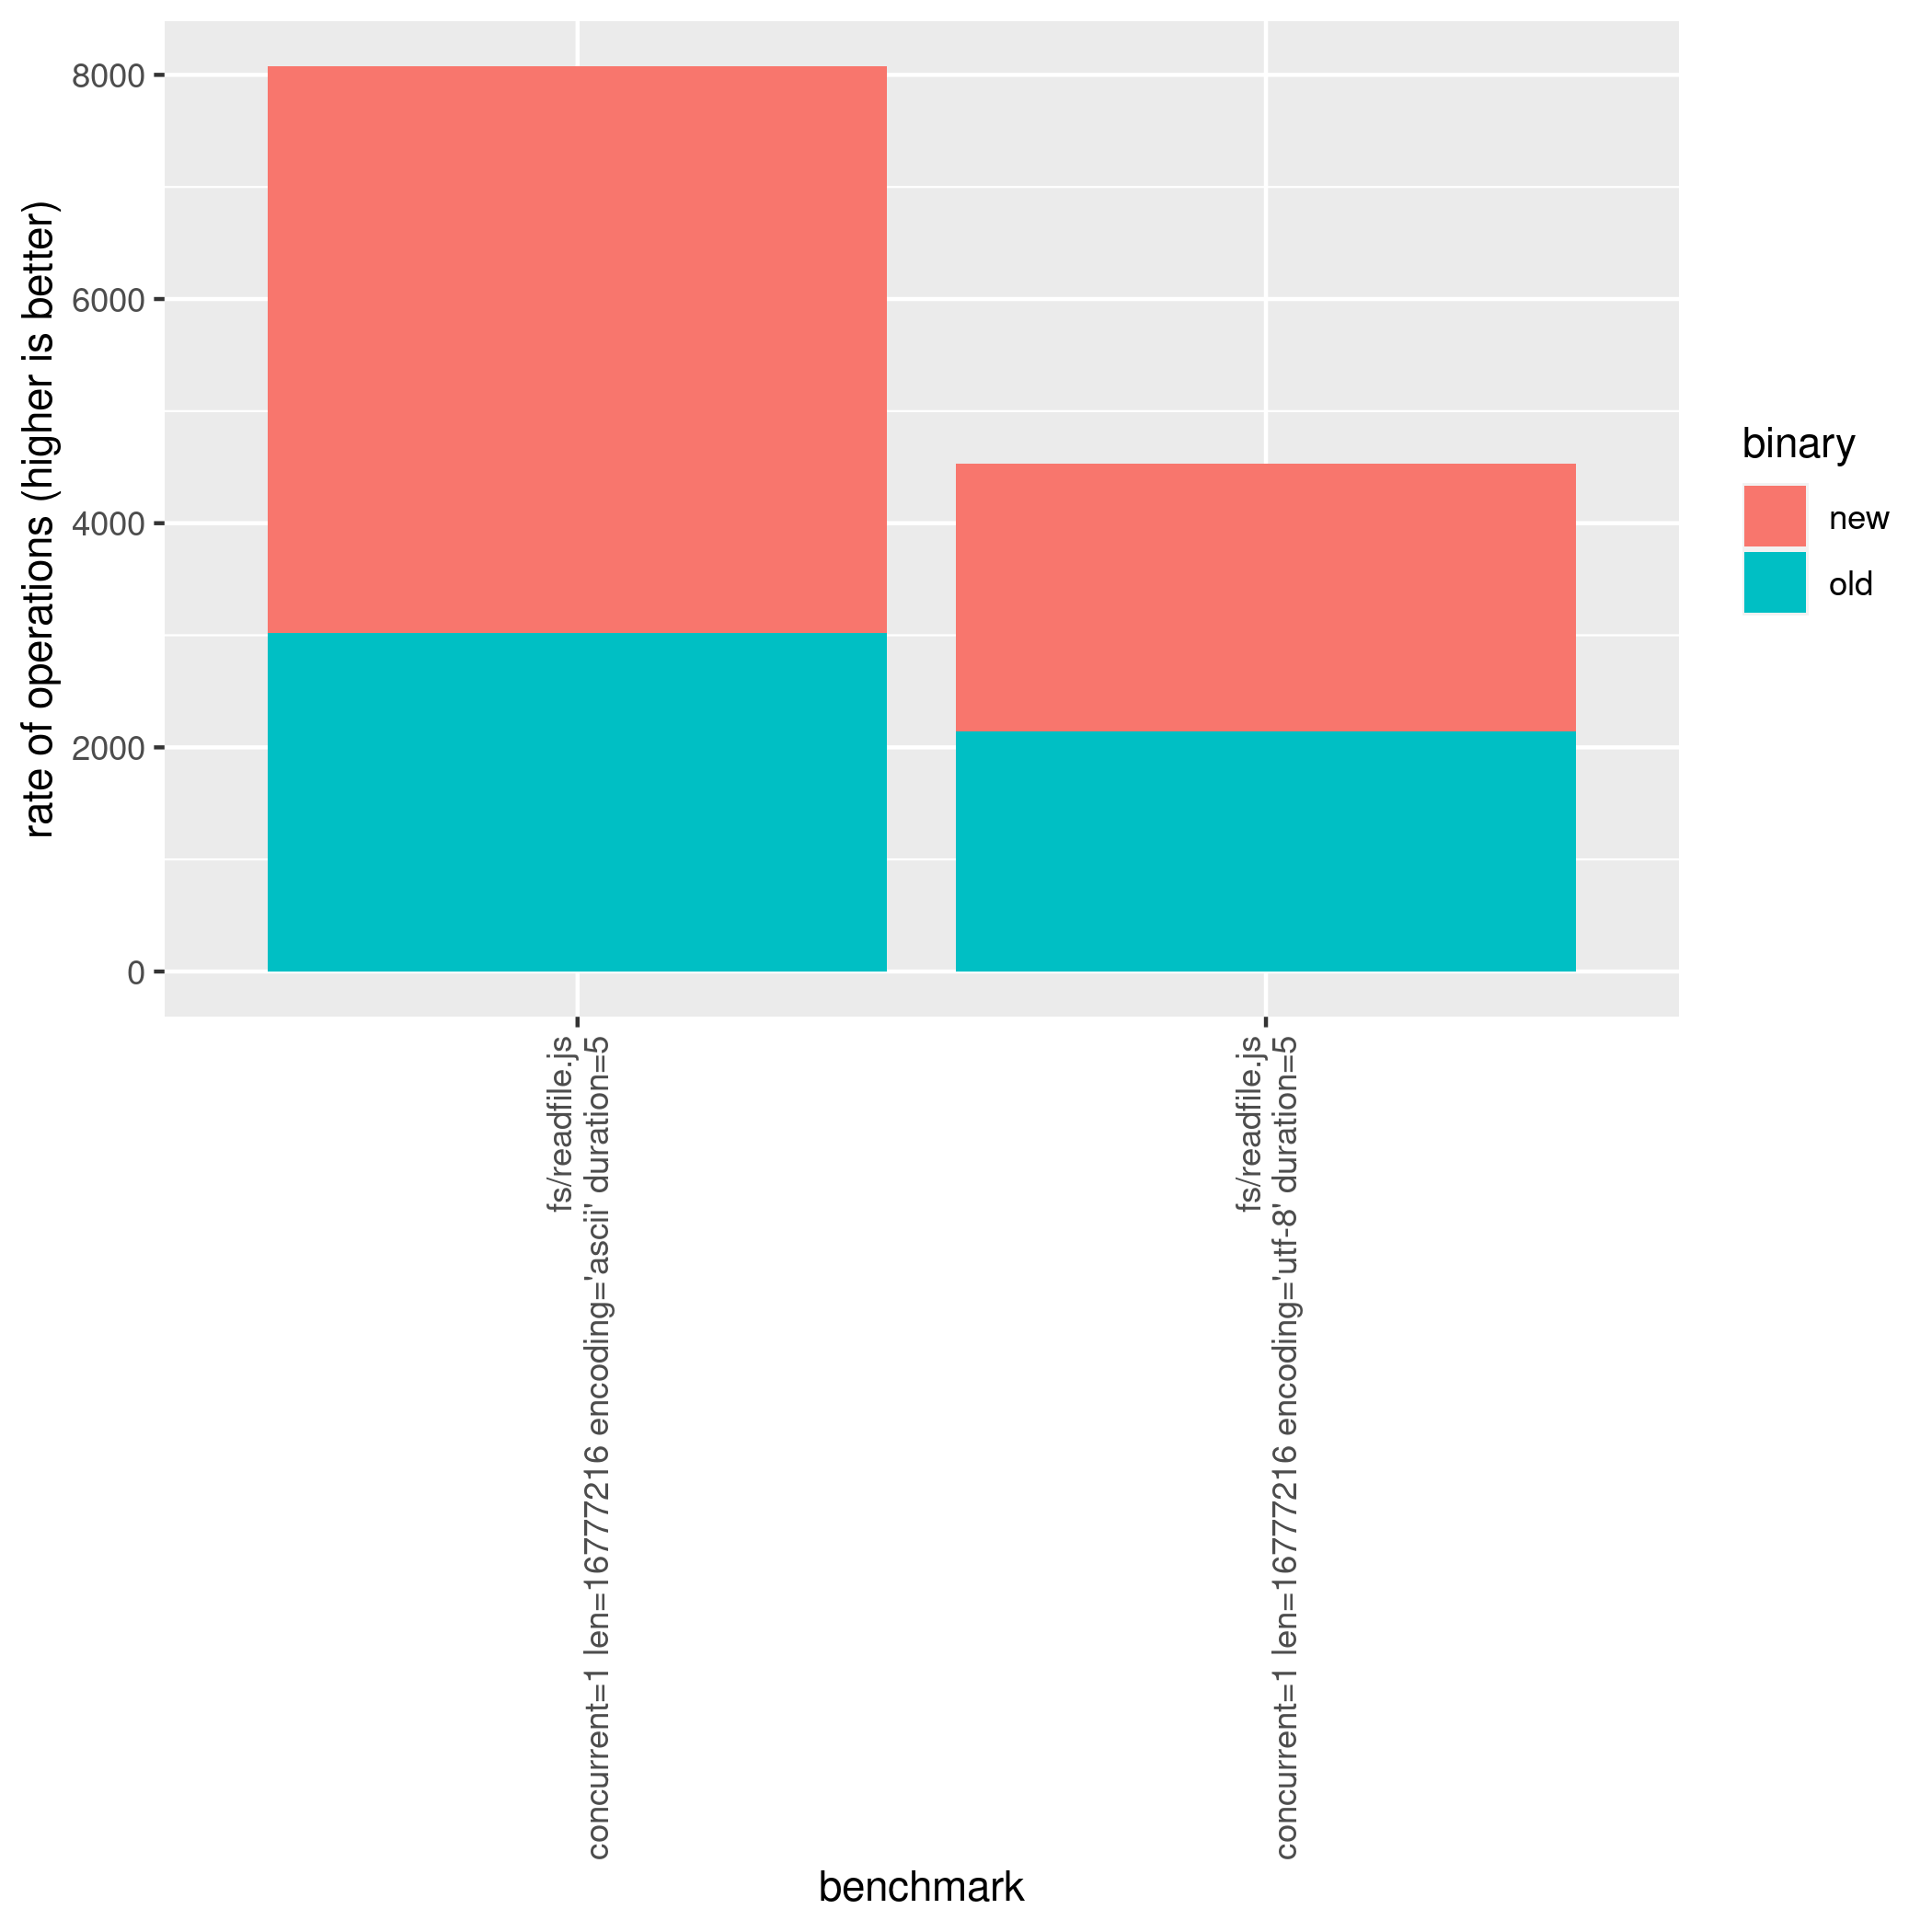 rate of operations (higher is better)
8000
6000
4000
2000
0
binary
new
old
fs/readfile.js
concurrent=1 len=16777216 encoding='ascii' duration=5
fs/readfile.js
concurrent=1 len=16777216 encoding='utf-8' duration=5
benchmark